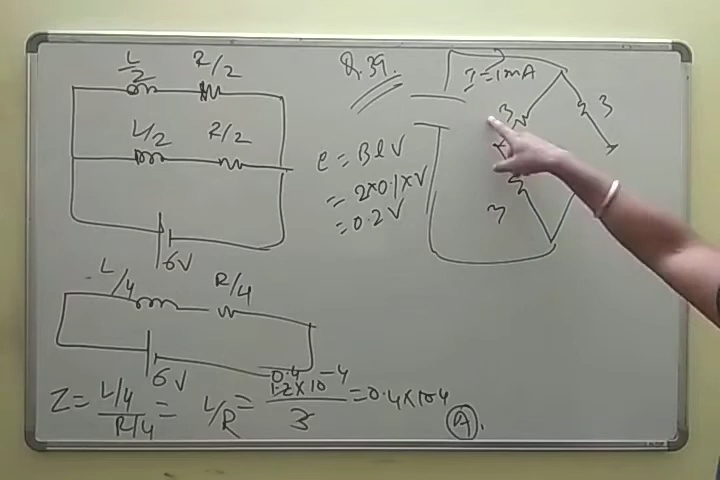 L/2 R/2
L/2 R/2
6V
L/4 R/4
6V
Z = L/4 / R/4 = L/R = 1.2×10-4 / 3 = 0.4×10-4
0.4
(A).
Q.39.
e = BlV
= 2×0.1×V
= 0.2V
I = 1mA
3 3
3